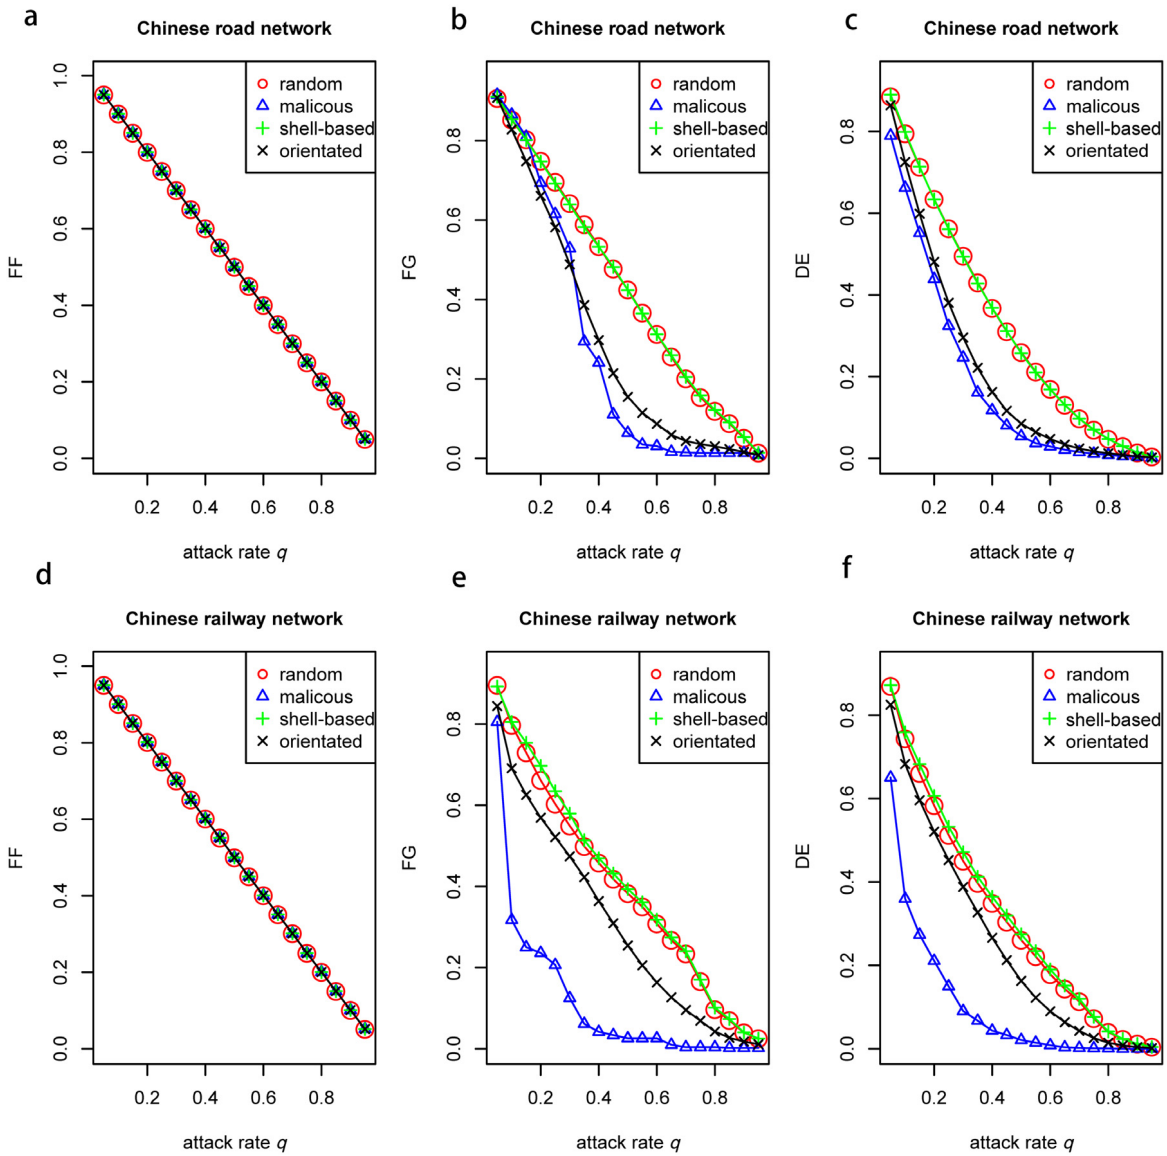 a
Chinese road network
random
malicous
shell-based
orientated
FF
0.0
0.2
0.4
0.6
0.8
1.0
0.2 0.4 0.6 0.8
attack rate q
b
Chinese road network
random
malicous
shell-based
orientated
FG
0.0
0.2
0.4
0.6
0.8
0.2 0.4 0.6 0.8
attack rate q
c
Chinese road network
random
malicous
shell-based
orientated
DE
0.0
0.2
0.4
0.6
0.8
0.2 0.4 0.6 0.8
attack rate q
d
Chinese railway network
random
malicous
shell-based
orientated
FF
0.0
0.2
0.4
0.6
0.8
1.0
0.2 0.4 0.6 0.8
attack rate q
e
Chinese railway network
random
malicous
shell-based
orientated
FG
0.0
0.2
0.4
0.6
0.8
0.2 0.4 0.6 0.8
attack rate q
f
Chinese railway network
random
malicous
shell-based
orientated
DE
0.0
0.2
0.4
0.6
0.8
0.2 0.4 0.6 0.8
attack rate q